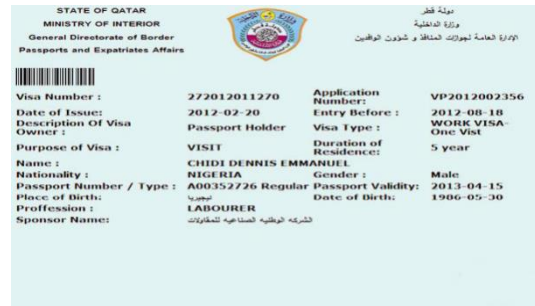 STATE OF QATAR
MINISTRY OF INTERIOR
General Directorate of Border
Passports and Expatriates Affairs
دولة قطر
وزارة الداخلية
الإدارة العامة لجوازات المنافذ و شؤون الوافدين
Visa Number : 272012011270 Application Number: VP2012002356
Date of Issue: 2012-02-20 Entry Before : 2012-08-18
Description Of Visa Owner : Passport Holder Visa Type : WORK VISA-One Vist
Purpose of Visa : VISIT Duration of Residence: 5 year
Name : CHIDI DENNIS EMMANUEL
Nationality : NIGERIA Gender : Male
Passport Number / Type : A00352726 Regular Passport Validity: 2013-04-15
Place of Birth: نيجيريا Date of Birth: 1906-05-30
Proffession : LABOURER
Sponsor Name: الشركه الوطنيه الصناعيه للمقاولات